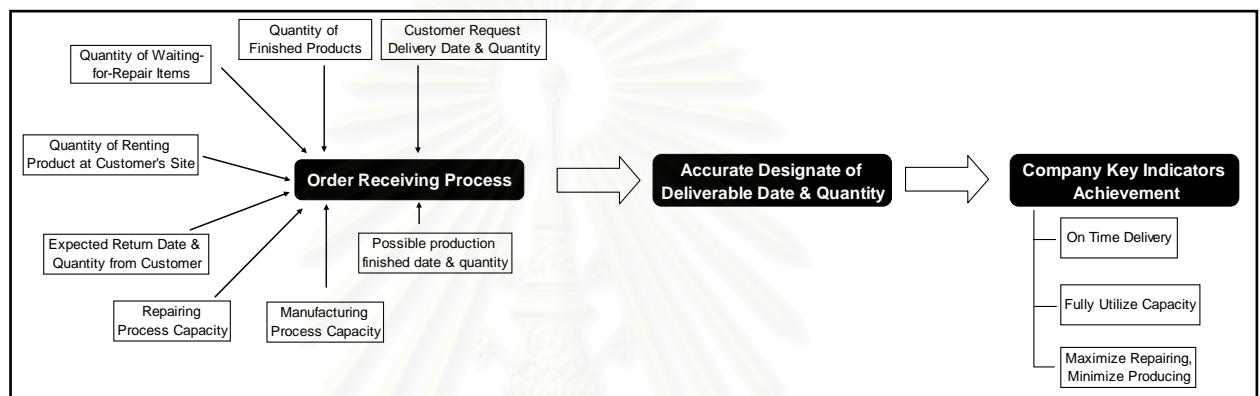 Quantity of
Finished Products
Customer Request
Delivery Date & Quantity
Quantity of Waiting-
for-Repair Items
Quantity of Renting
Product at Customer's Site
Order Receiving Process
Accurate Designate of
Deliverable Date & Quantity
Company Key Indicators
Achievement
Expected Return Date &
Quantity from Customer
Possible production
finished date & quantity
Repairing
Process Capacity
Manufacturing
Process Capacity
On Time Delivery
Fully Utilize Capacity
Maximize Repairing,
Minimize Producing